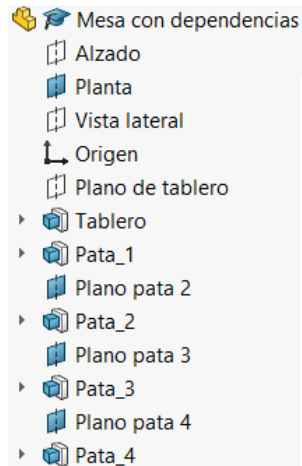 Mesa con dependencias
Alzado
Planta
Vista lateral
Origen
Plano de tablero
Tablero
Pata_1
Plano pata 2
Pata_2
Plano pata 3
Pata_3
Plano pata 4
Pata_4